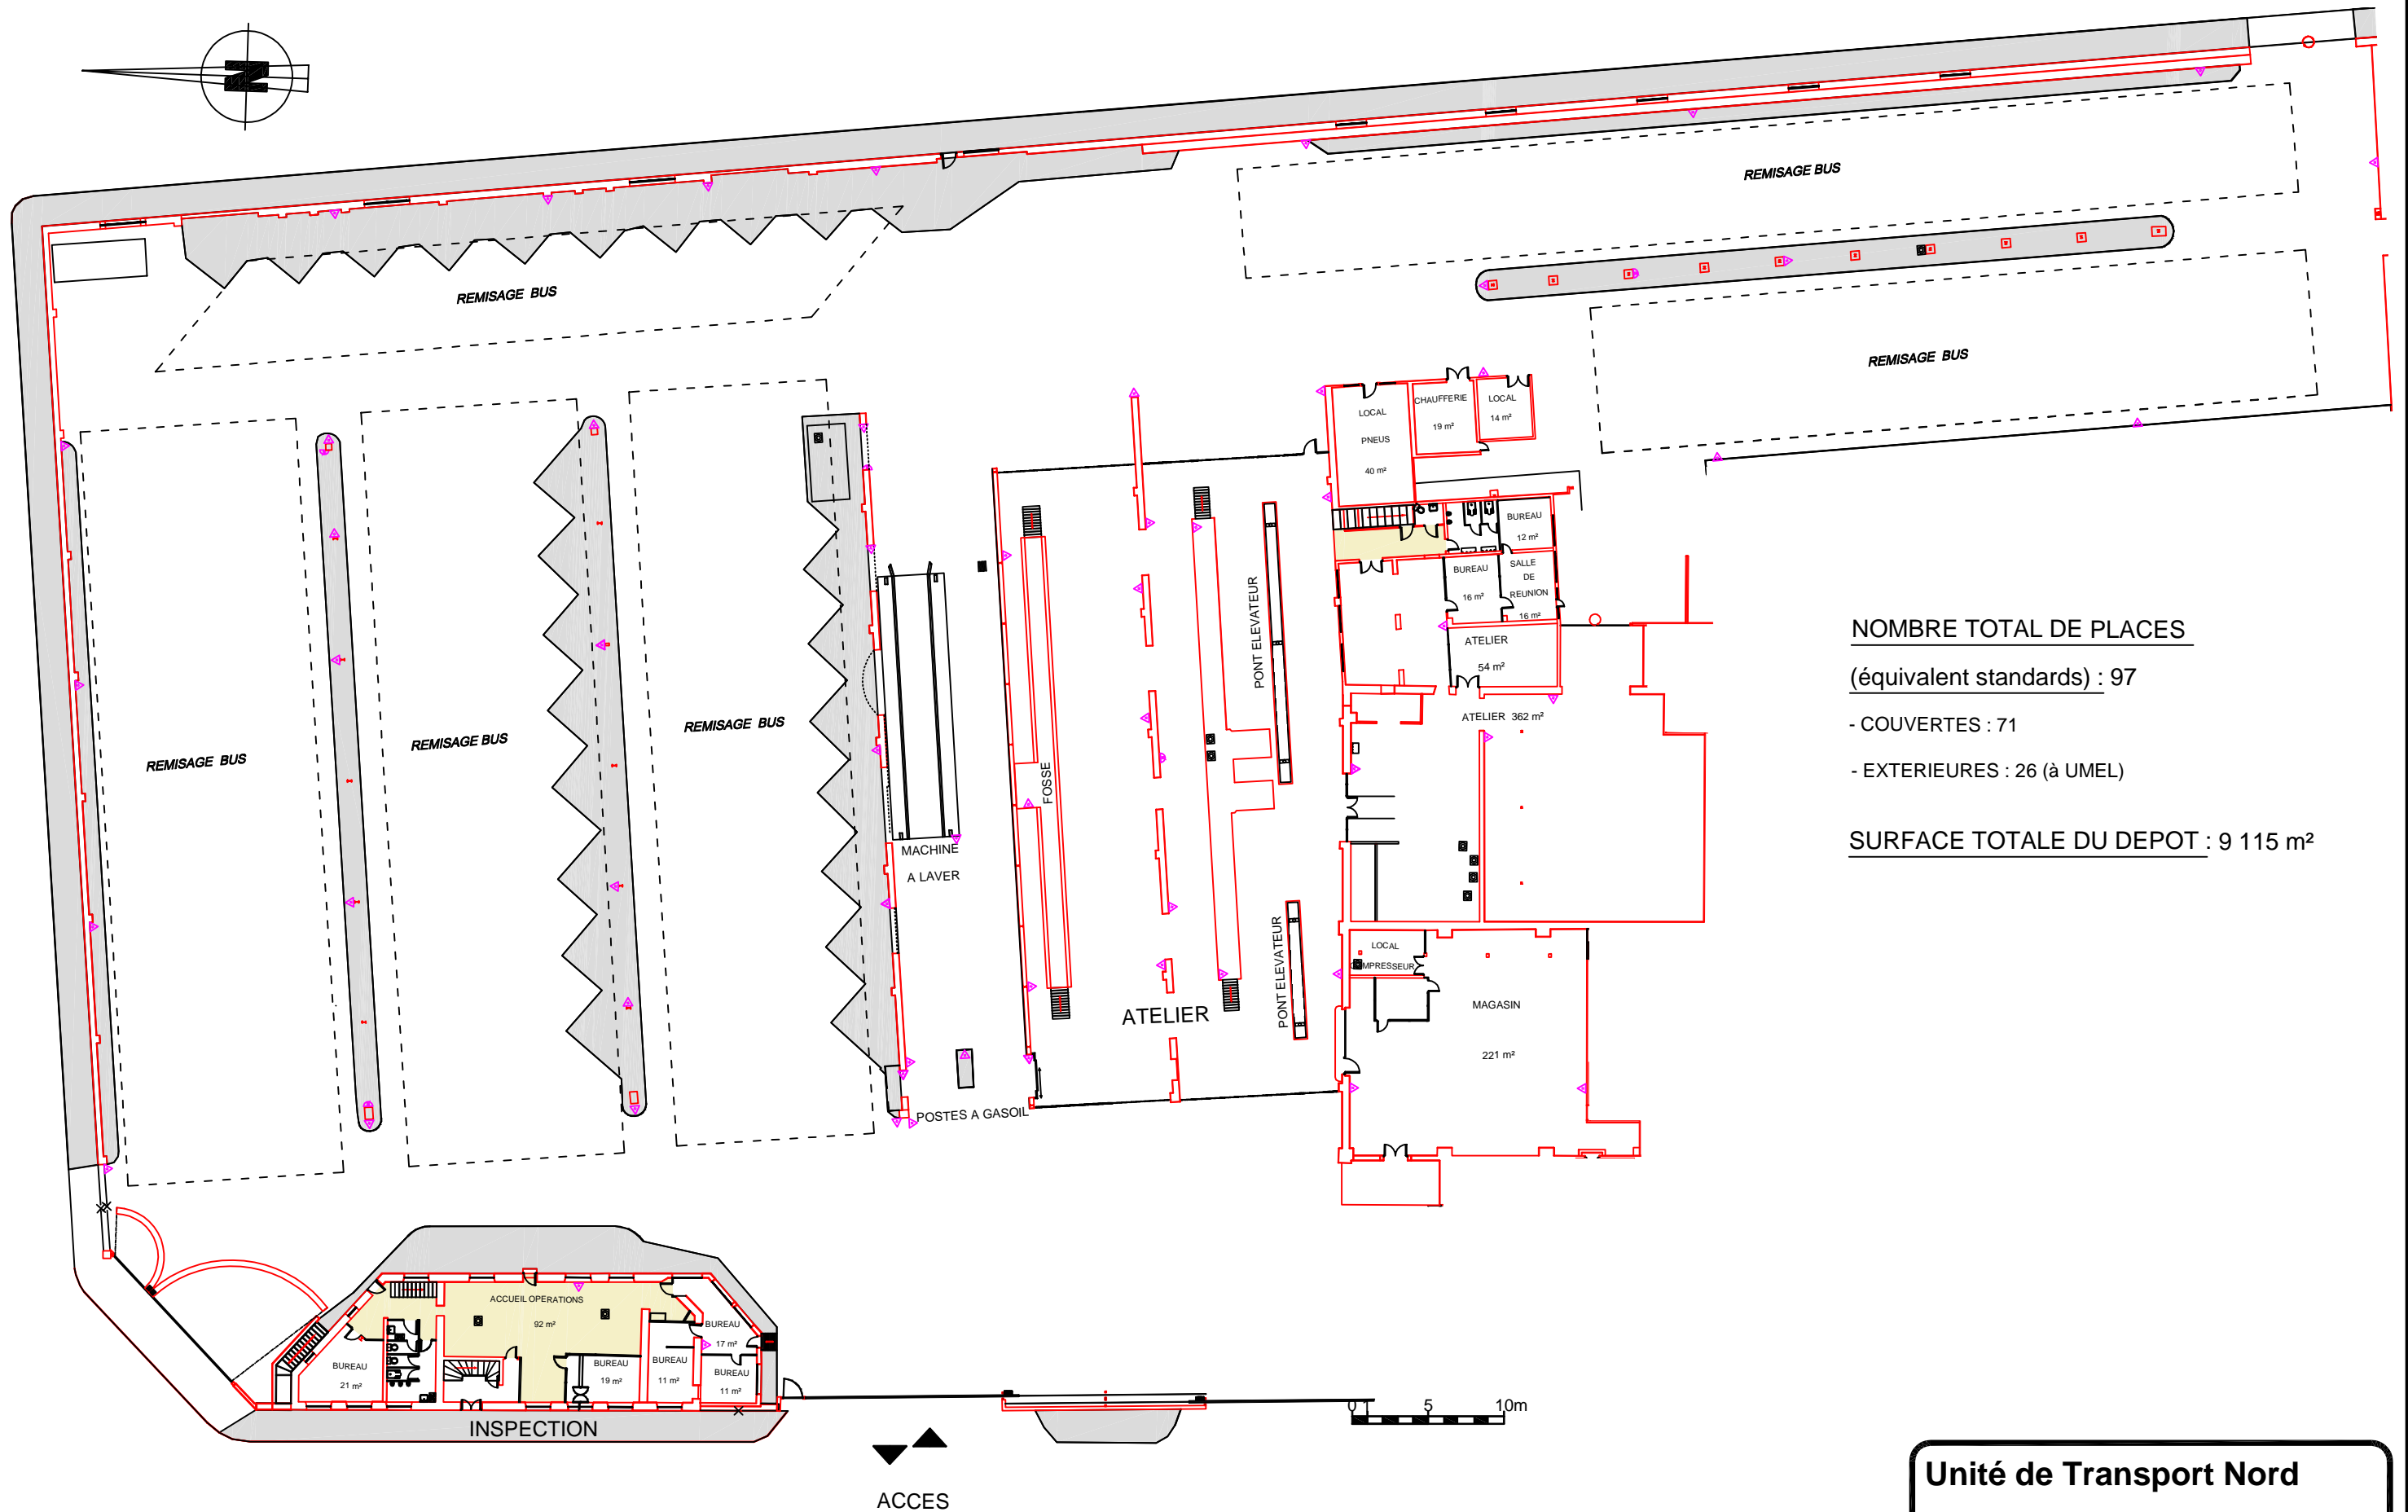 N
REMISAGE BUS
REMISAGE BUS
REMISAGE BUS
LOCAL
PNEUS
40 m²
CHAUFFERIE
19 m²
LOCAL
14 m²
BUREAU
12 m²
BUREAU
16 m²
SALLE
DE
REUNION
16 m²
ATELIER
54 m²
PONT ELEVATEUR
NOMBRE TOTAL DE PLACES
(équivalent standards) : 97
- COUVERTES : 71
- EXTERIEURES : 26 (à UMEL)
SURFACE TOTALE DU DEPOT : 9 115 m²
ATELIER 362 m²
REMISAGE BUS
REMISAGE BUS
REMISAGE BUS
FOSSE
MACHINE
A LAVER
LOCAL
COMPRESSEUR
PONT ELEVATEUR
ATELIER
MAGASIN
221 m²
POSTES A GASOIL
ACCUEIL OPERATIONS
92 m²
BUREAU
17 m²
BUREAU
21 m²
BUREAU
19 m²
BUREAU
11 m²
BUREAU
11 m²
INSPECTION
0 1 5 10m
ACCES
Unité de Transport Nord